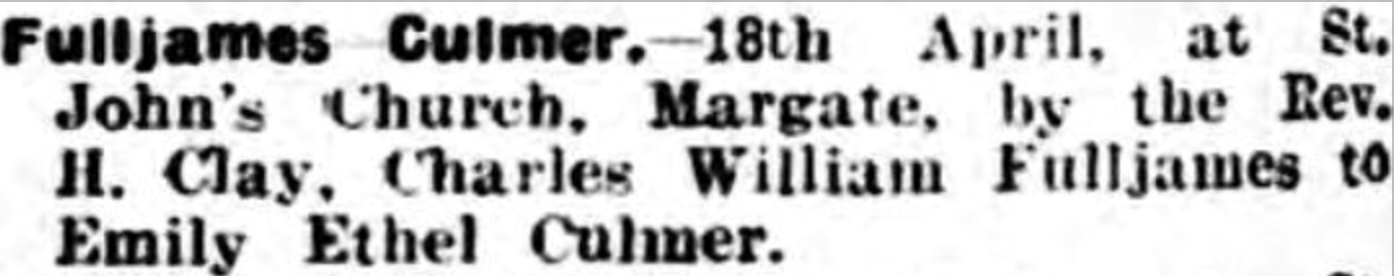 Fulljames Culmer.—18th April, at St.
John's Church, Margate, by the Rev.
H. Clay, Charles William Fulljames to
Emily Ethel Culmer.